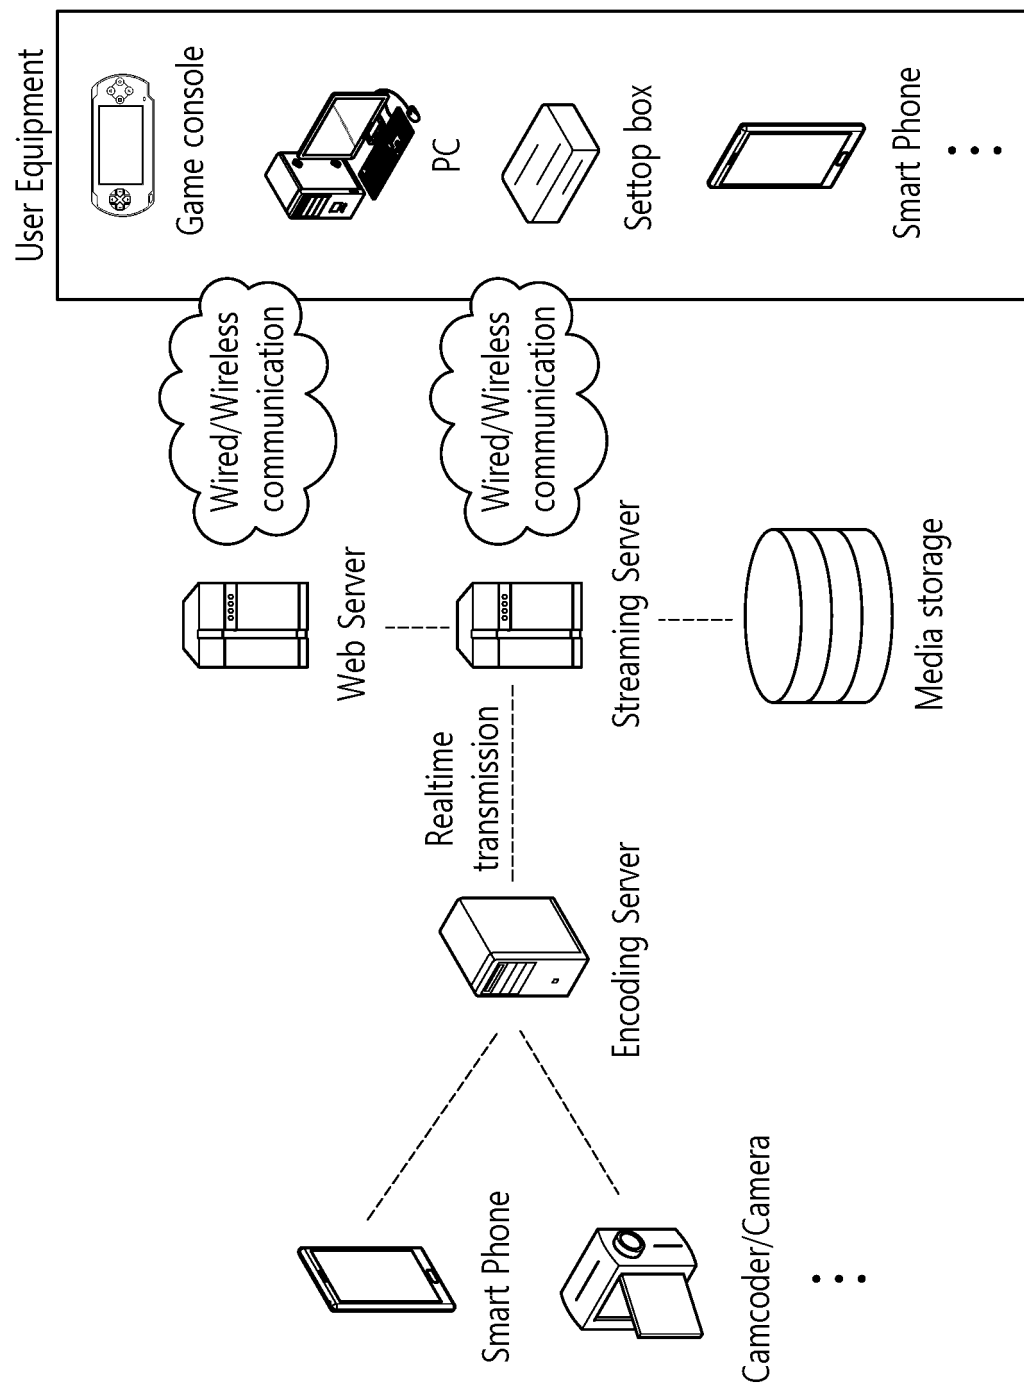 User Equipment
Game console
PC
Settop box
Smart Phone
Wired/Wireless
communication
Wired/Wireless
communication
Web Server
Streaming Server
Media storage
Realtime
transmission
Encoding Server
Smart Phone
Camcoder/Camera